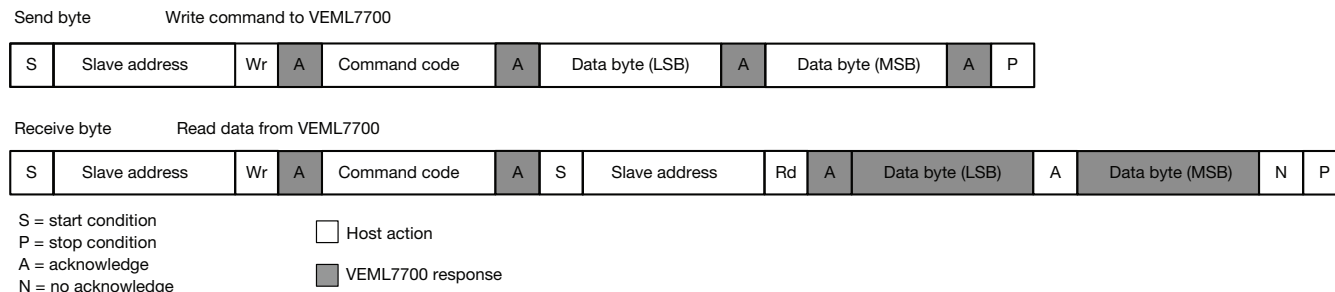 Send byte Write command to VEML7700
S Slave address Wr A Command code A Data byte (LSB) A Data byte (MSB) A P
Receive byte Read data from VEML7700
S Slave address Wr A Command code A S Slave address Rd A Data byte (LSB) A Data byte (MSB) N P
S = start condition
P = stop condition
A = acknowledge
N = no acknowledge
Host action
VEML7700 response